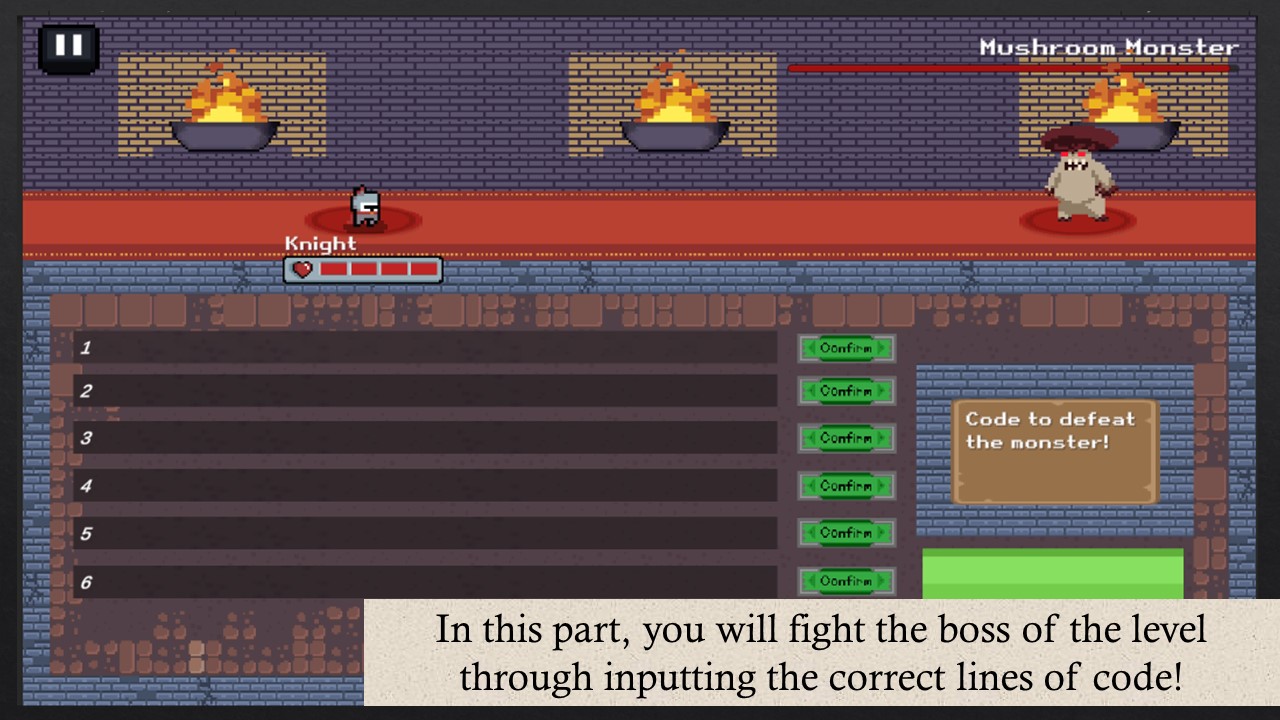 Mushroom Monster
Knight
1 Confirm
2 Confirm
3 Confirm
4 Confirm
5 Confirm
6 Confirm
Code to defeat
the monster!
In this part, you will fight the boss of the level
through inputting the correct lines of code!